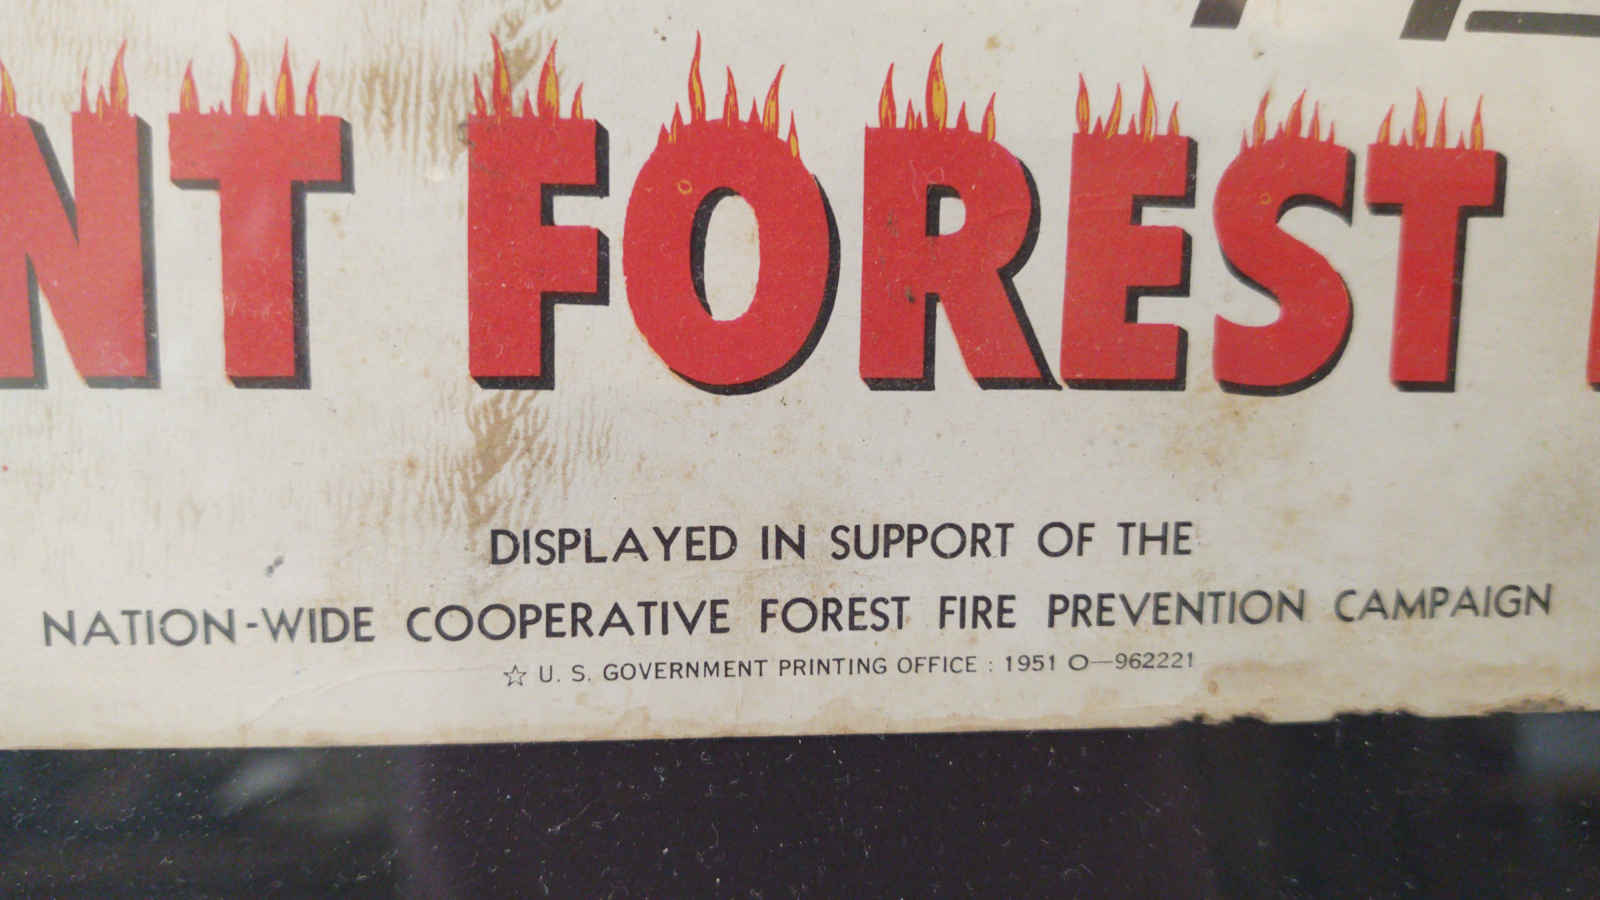 NT FOREST
DISPLAYED IN SUPPORT OF THE
NATION-WIDE COOPERATIVE FOREST FIRE PREVENTION CAMPAIGN
☆ U. S. GOVERNMENT PRINTING OFFICE : 1951 O—962221